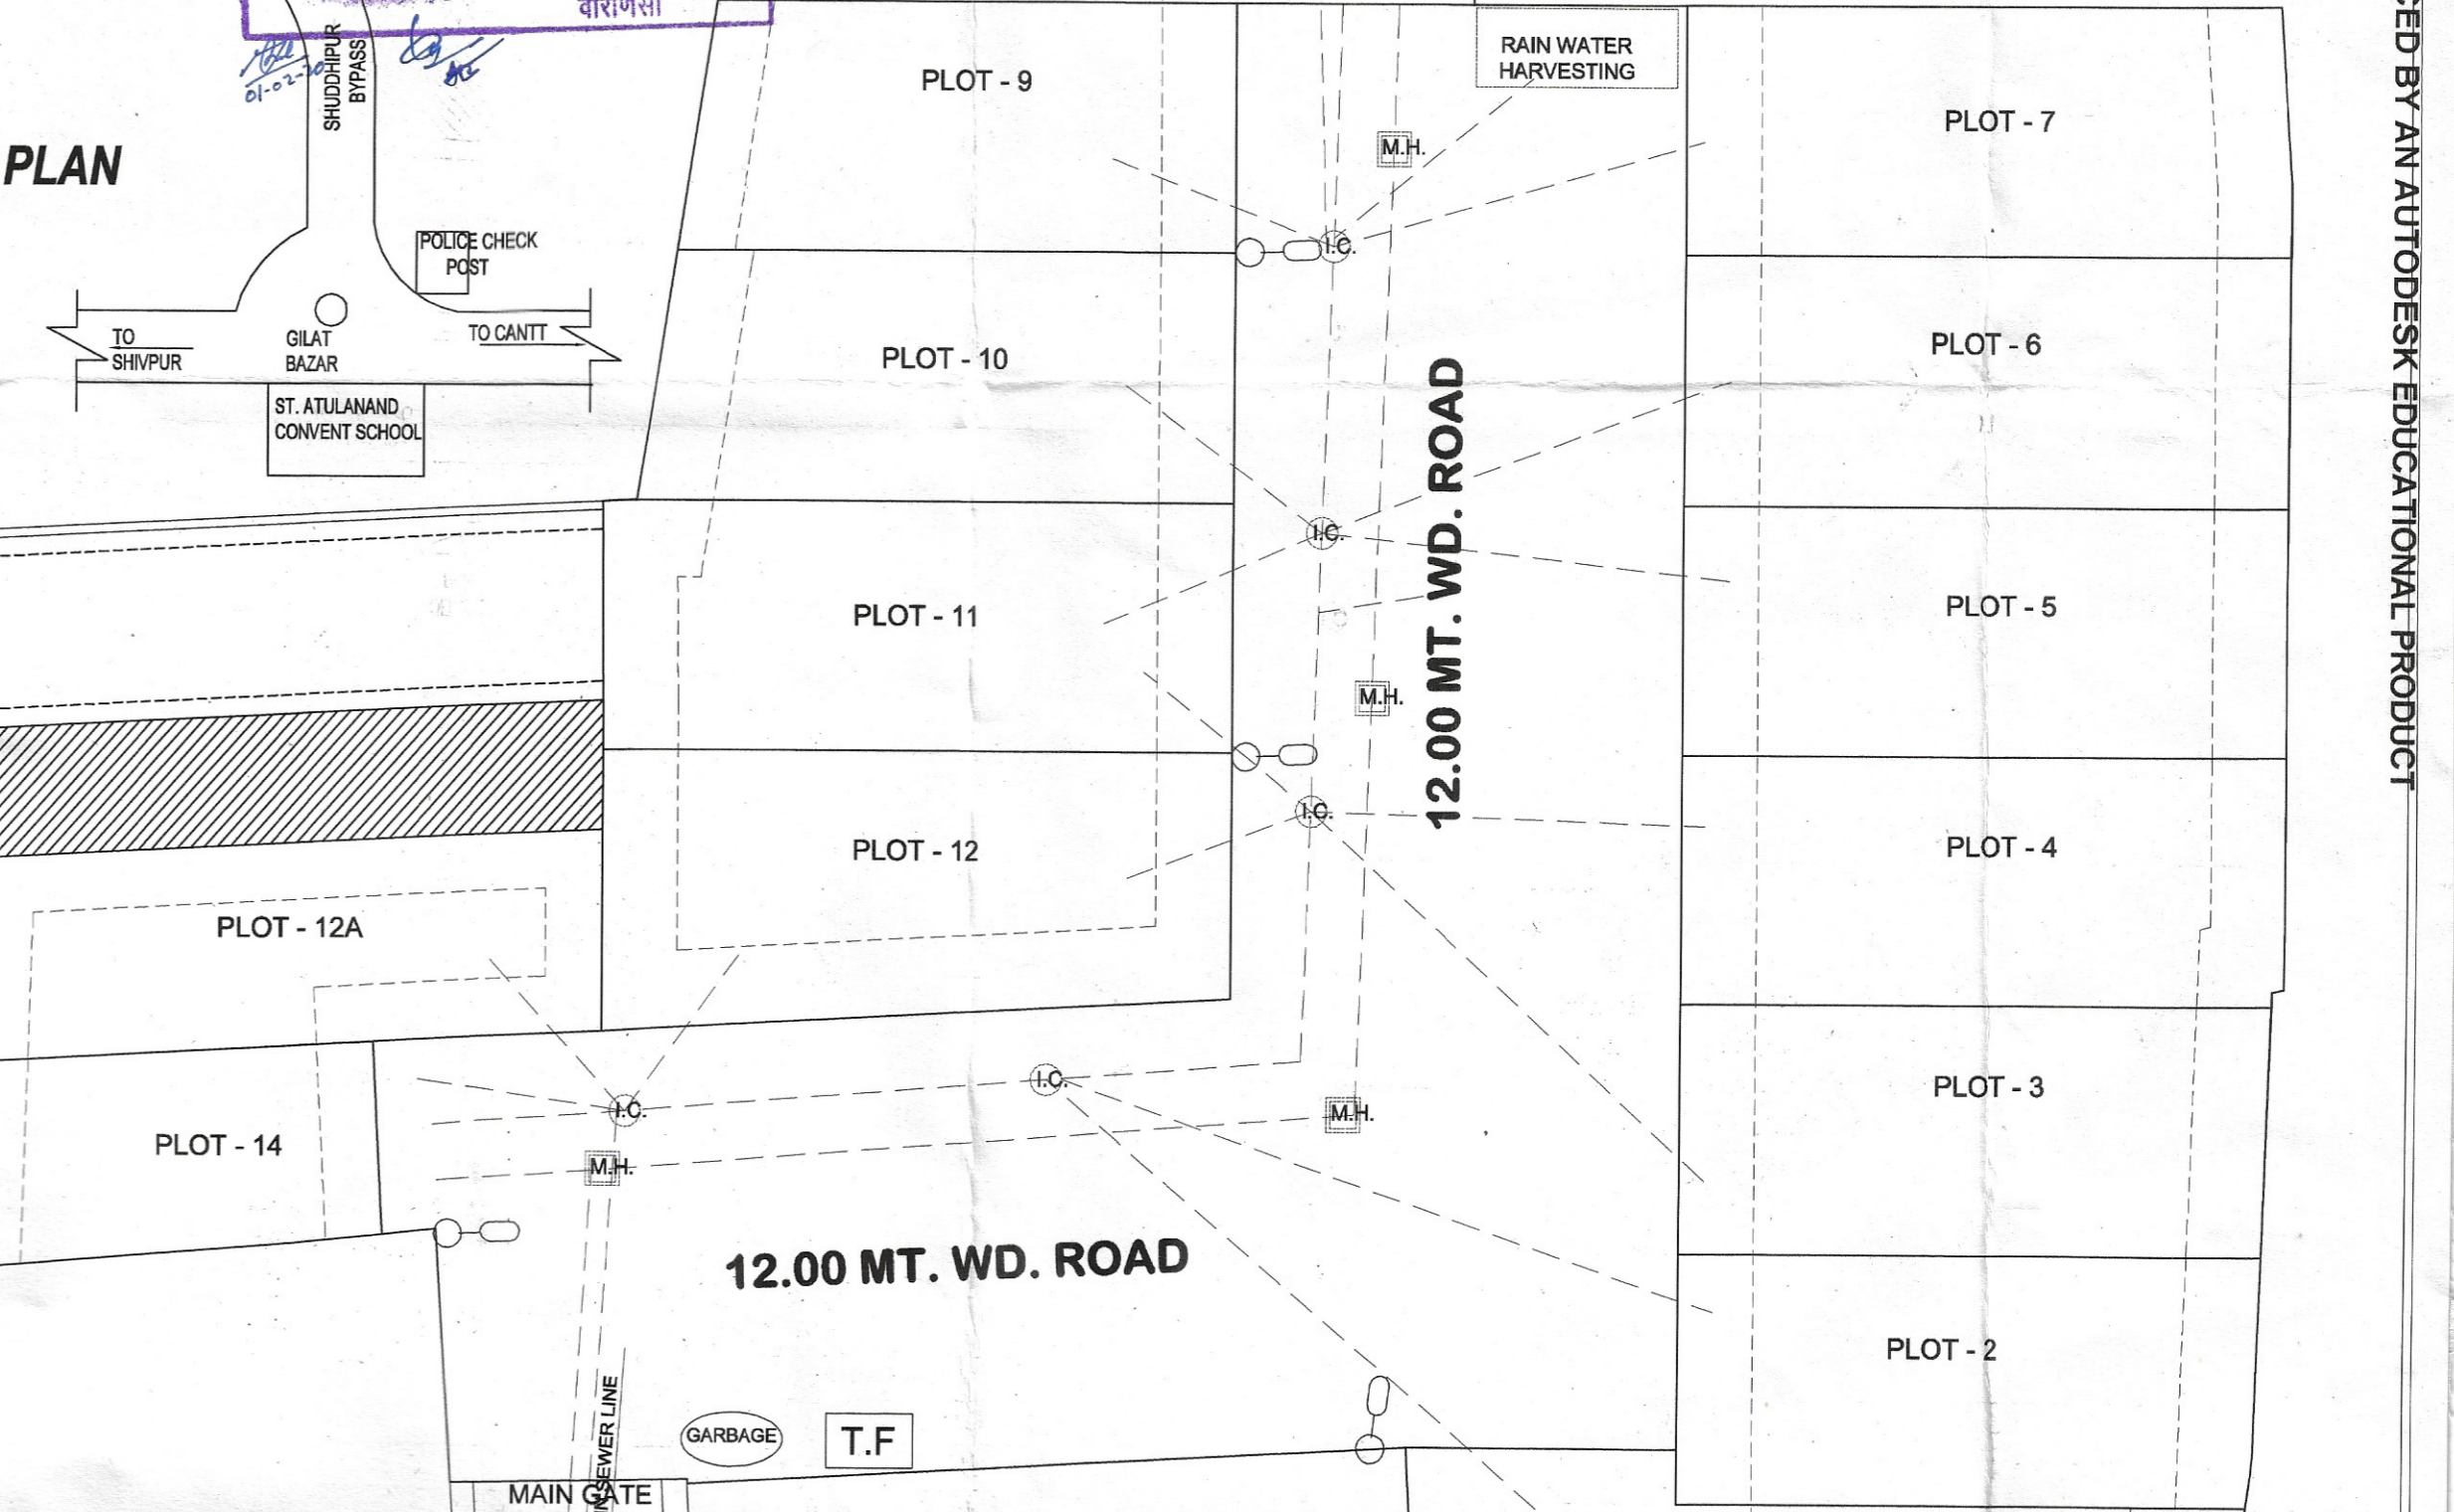 वाराणसी
01-02-20
SHUDHIPUR
BYPASS
PLAN
POLICE CHECK
POST
TO
SHIVPUR
GILAT
BAZAR
TO CANTT
ST. ATULANAND
CONVENT SCHOOL
PLOT - 9
RAIN WATER
HARVESTING
M.H.
I.C.
PLOT - 7
PLOT - 10
PLOT - 6
12.00 MT. WD. ROAD
I.C.
PLOT - 11
PLOT - 5
M.H.
I.C.
PLOT - 12
PLOT - 4
PLOT - 12A
I.C.
I.C.
M.H.
M.H.
PLOT - 3
PLOT - 14
12.00 MT. WD. ROAD
PLOT - 2
N SEWER LINE
GARBAGE
T.F
MAIN GATE
CED BY AN AUTODESK EDUCATIONAL PRODUCT